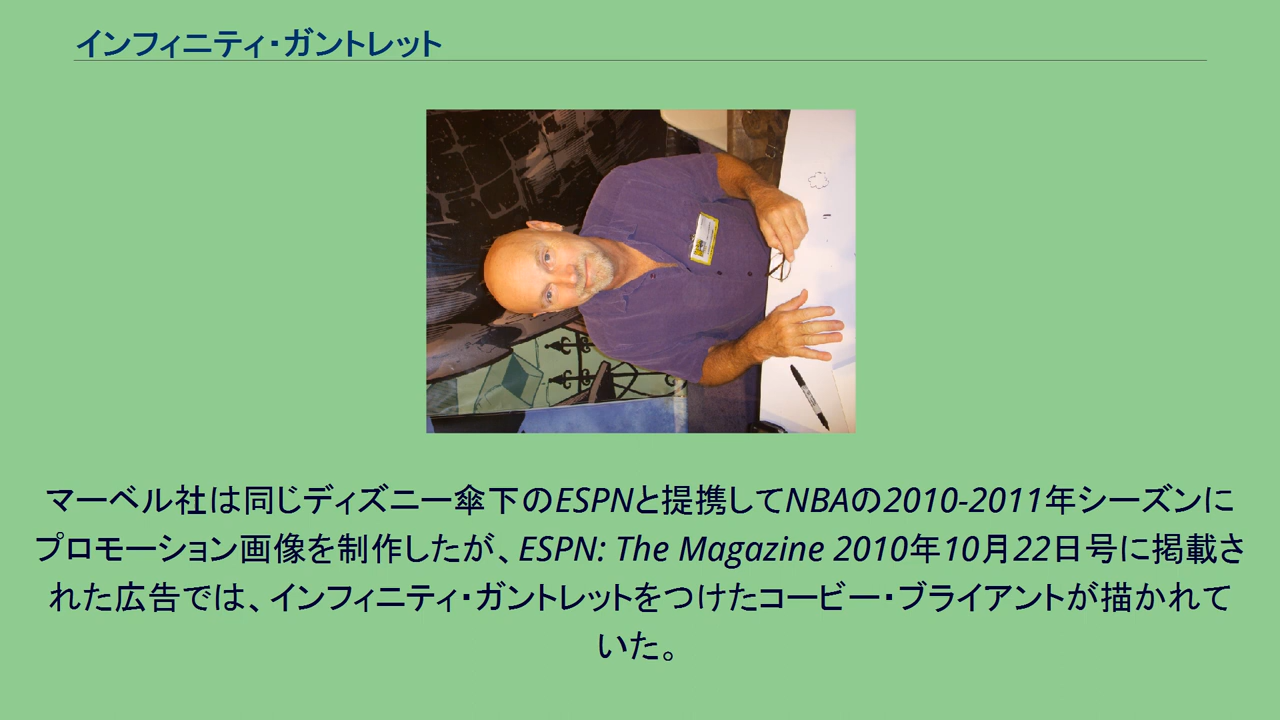 インフィニティ・ガントレット
マーベル社は同じディズニー傘下のESPNと提携してNBAの2010-2011年シーズンに
プロモーション画像を制作したが、ESPN: The Magazine 2010年10月22日号に掲載さ
れた広告では、インフィニティ・ガントレットをつけたコービー・ブライアントが描かれて
いた。